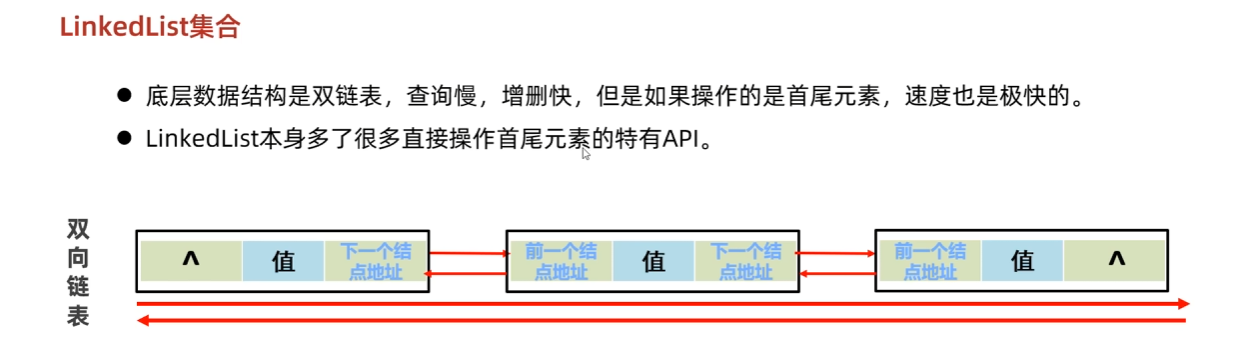 LinkedList集合
● 底层数据结构是双链表，查询慢，增删快，但是如果操作的是首尾元素，速度也是极快的。
● LinkedList本身多了很多直接操作首尾元素的特有API。
双向链表
^ 值 下一个结点地址
前一个结点地址 值 下一个结点地址
前一个结点地址 值 ^